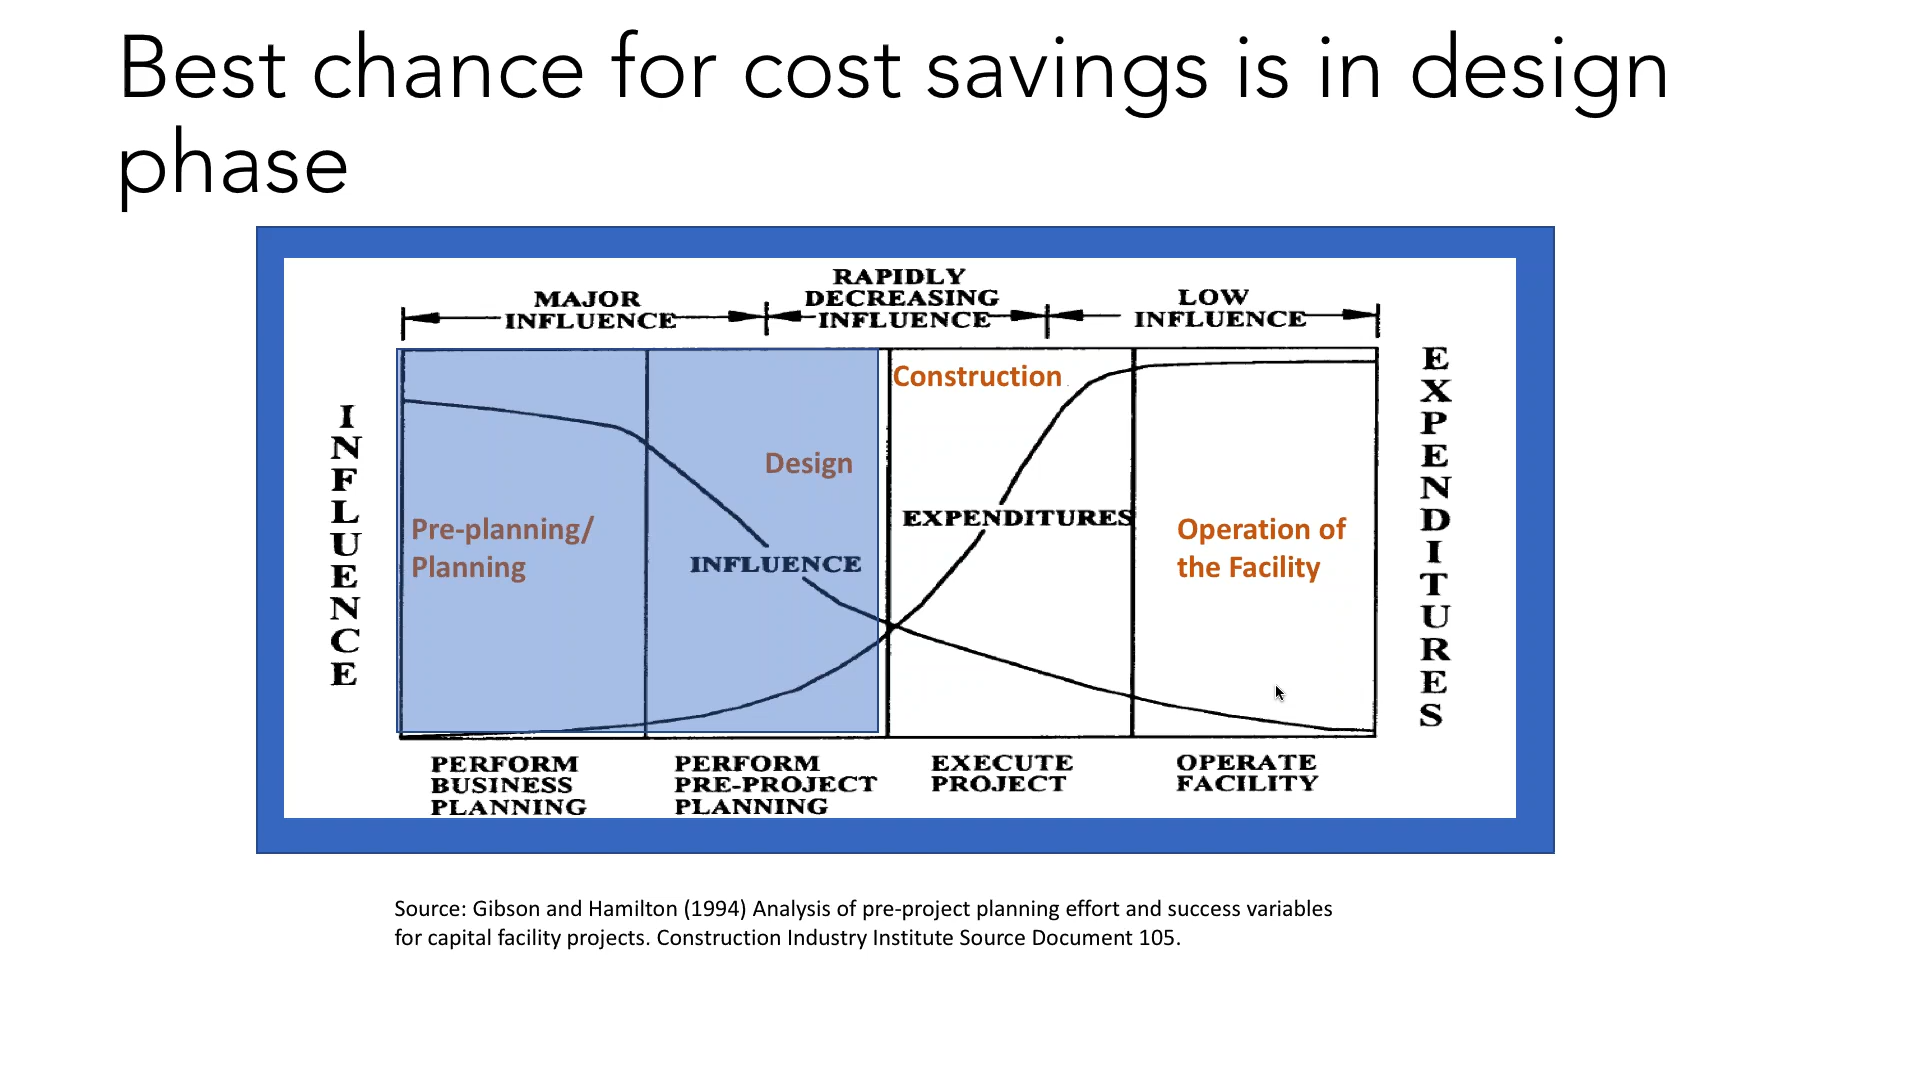 Best chance for cost savings is in design
phase
MAJOR
INFLUENCE
RAPIDLY
DECREASING
INFLUENCE
LOW
INFLUENCE
INFLUENCE
EXPENDITURES
Construction
Design
Pre-planning/
Planning
INFLUENCE
EXPENDITURES
Operation of
the Facility
PERFORM
BUSINESS
PLANNING
PERFORM
PRE-PROJECT
PLANNING
EXECUTE
PROJECT
OPERATE
FACILITY
Source: Gibson and Hamilton (1994) Analysis of pre-project planning effort and success variables
for capital facility projects. Construction Industry Institute Source Document 105.